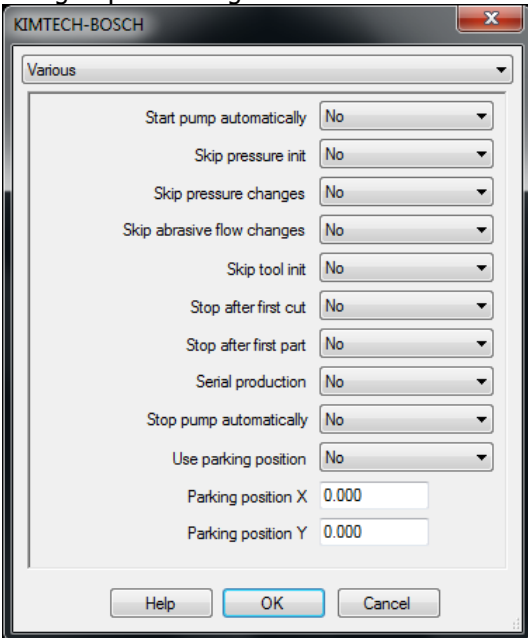 KIMTECH-BOSCH
Various
Start pump automatically No
Skip pressure init No
Skip pressure changes No
Skip abrasive flow changes No
Skip tool init No
Stop after first cut No
Stop after first part No
Serial production No
Stop pump automatically No
Use parking position No
Parking position X 0.000
Parking position Y 0.000
Help OK Cancel